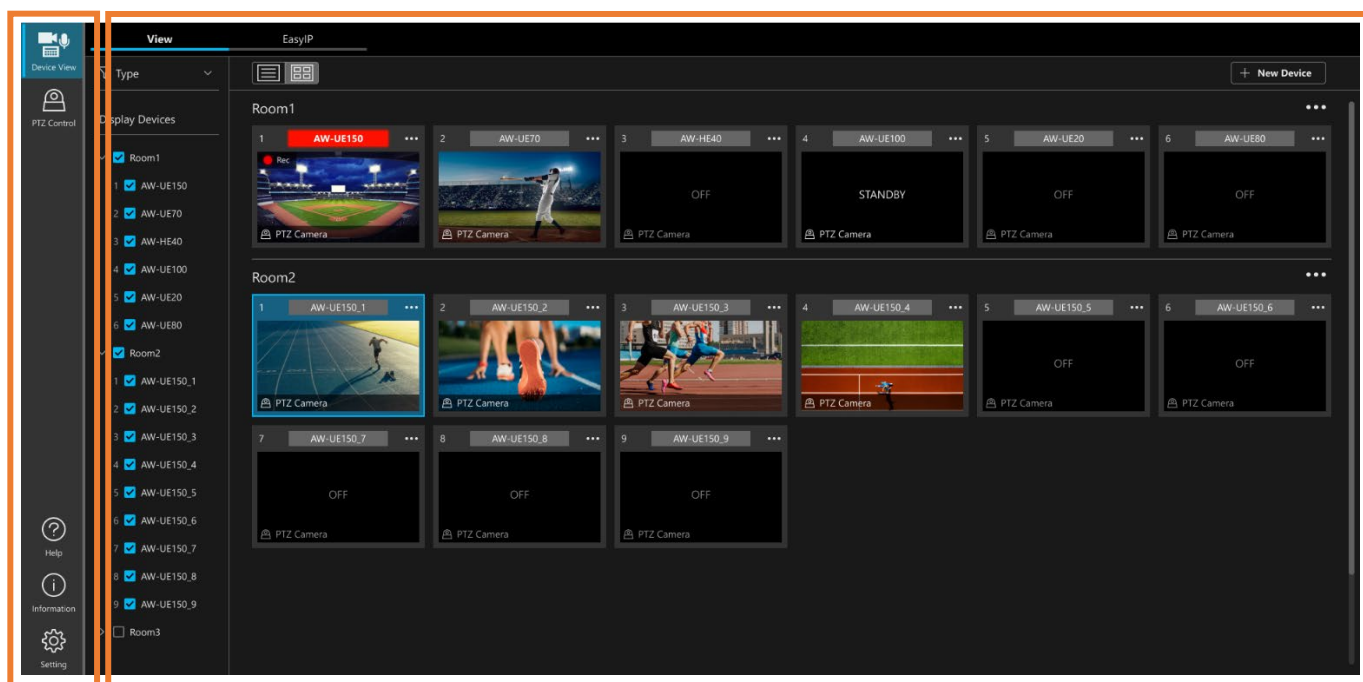 View
EasyIP
Device View
PTZ Control
Help
Information
Setting
Type
Display Devices
Room1
1 AW-UE150
2 AW-UE70
3 AW-HE40
4 AW-UE100
5 AW-UE20
6 AW-UE80
Room2
1 AW-UE150_1
2 AW-UE150_2
3 AW-UE150_3
4 AW-UE150_4
5 AW-UE150_5
6 AW-UE150_6
7 AW-UE150_7
8 AW-UE150_8
9 AW-UE150_9
Room3
+ New Device
Room1
1 AW-UE150
Rec
PTZ Camera
2 AW-UE70
PTZ Camera
3 AW-HE40
OFF
PTZ Camera
4 AW-UE100
STANDBY
PTZ Camera
5 AW-UE20
OFF
PTZ Camera
6 AW-UE80
OFF
PTZ Camera
Room2
1 AW-UE150_1
PTZ Camera
2 AW-UE150_2
PTZ Camera
3 AW-UE150_3
PTZ Camera
4 AW-UE150_4
PTZ Camera
5 AW-UE150_5
OFF
PTZ Camera
6 AW-UE150_6
OFF
PTZ Camera
7 AW-UE150_7
OFF
PTZ Camera
8 AW-UE150_8
OFF
PTZ Camera
9 AW-UE150_9
OFF
PTZ Camera